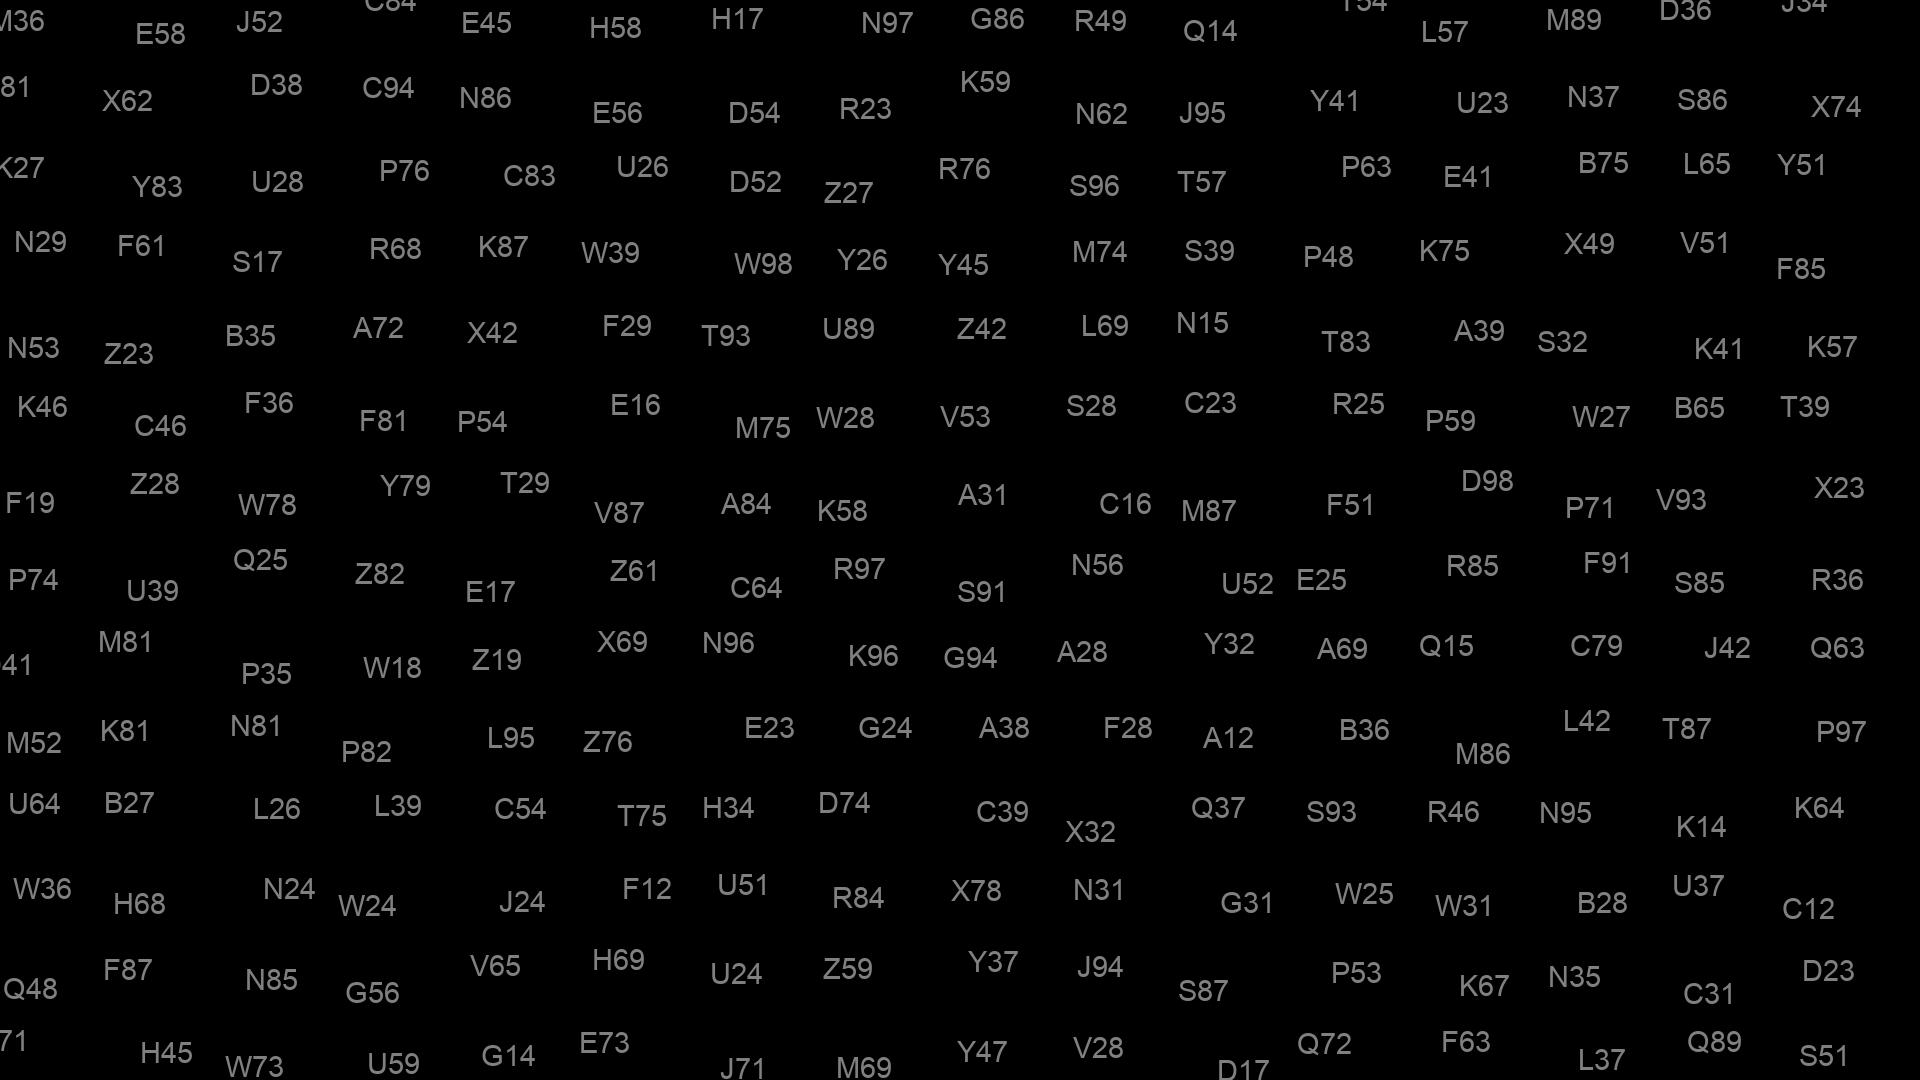 M36 E58 J52 C84 E45 H58 H17 N97 G86 R49 Q14 T54 L57 M89 D36 J34
81 X62 D38 C94 N86 E56 D54 R23 K59 N62 J95 Y41 U23 N37 S86 X74
K27 Y83 U28 P76 C83 U26 D52 Z27 R76 S96 T57 P63 E41 B75 L65 Y51
N29 F61 S17 R68 K87 W39 W98 Y26 Y45 M74 S39 P48 K75 X49 V51 F85
N53 Z23 B35 A72 X42 F29 T93 U89 Z42 L69 N15 T83 A39 S32 K41 K57
K46 C46 F36 F81 P54 E16 M75 W28 V53 S28 C23 R25 P59 W27 B65 T39
F19 Z28 W78 Y79 T29 V87 A84 K58 A31 C16 M87 F51 D98 P71 V93 X23
P74 U39 Q25 Z82 E17 Z61 C64 R97 S91 N56 U52 E25 R85 F91 S85 R36
41 M81 P35 W18 Z19 X69 N96 K96 G94 A28 Y32 A69 Q15 C79 J42 Q63
M52 K81 N81 P82 L95 Z76 E23 G24 A38 F28 A12 B36 M86 L42 T87 P97
U64 B27 L26 L39 C54 T75 H34 D74 C39 X32 Q37 S93 R46 N95 K14 K64
W36 H68 N24 W24 J24 F12 U51 R84 X78 N31 G31 W25 W31 B28 U37 C12
Q48 F87 N85 G56 V65 H69 U24 Z59 Y37 J94 S87 P53 K67 N35 C31 D23
71 H45 W73 U59 G14 E73 J71 M69 Y47 V28 D17 Q72 F63 L37 Q89 S51